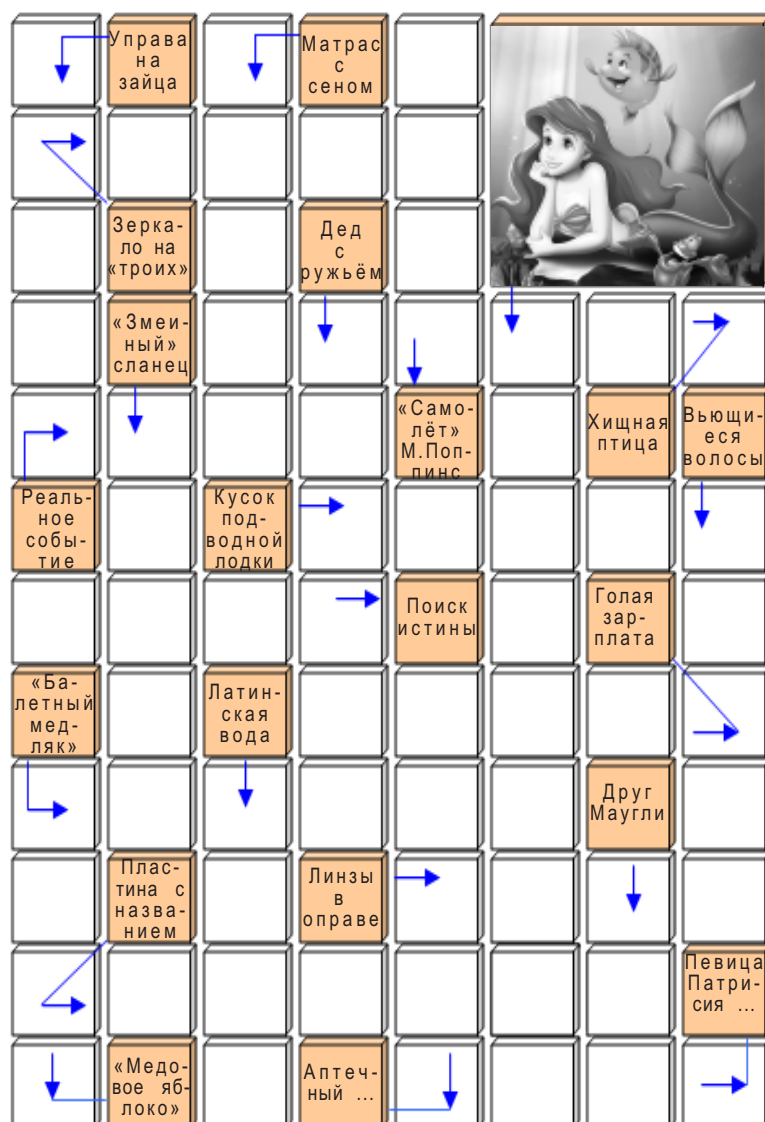 Управа
на
зайца
Матрас
с
сеном
Зерка-
ло на
«троих»
Дед
с
ружьём
«Змеи-
ный»
сланец
«Само-
лёт»
М.Поп-
пинс
Хищная
птица
Вьющи-
еся
волосы
Реаль-
ное
собы-
тие
Кусок
под-
водной
лодки
Поиск
истины
Голая
зар-
плата
«Ба-
летный
мед-
ляк»
Латин-
ская
вода
Друг
Маугли
Плас-
тина с
назва-
нием
Линзы
в
оправе
Певица
Патри-
сия ...
«Медо-
вое яб-
локо»
Аптеч-
ный ...